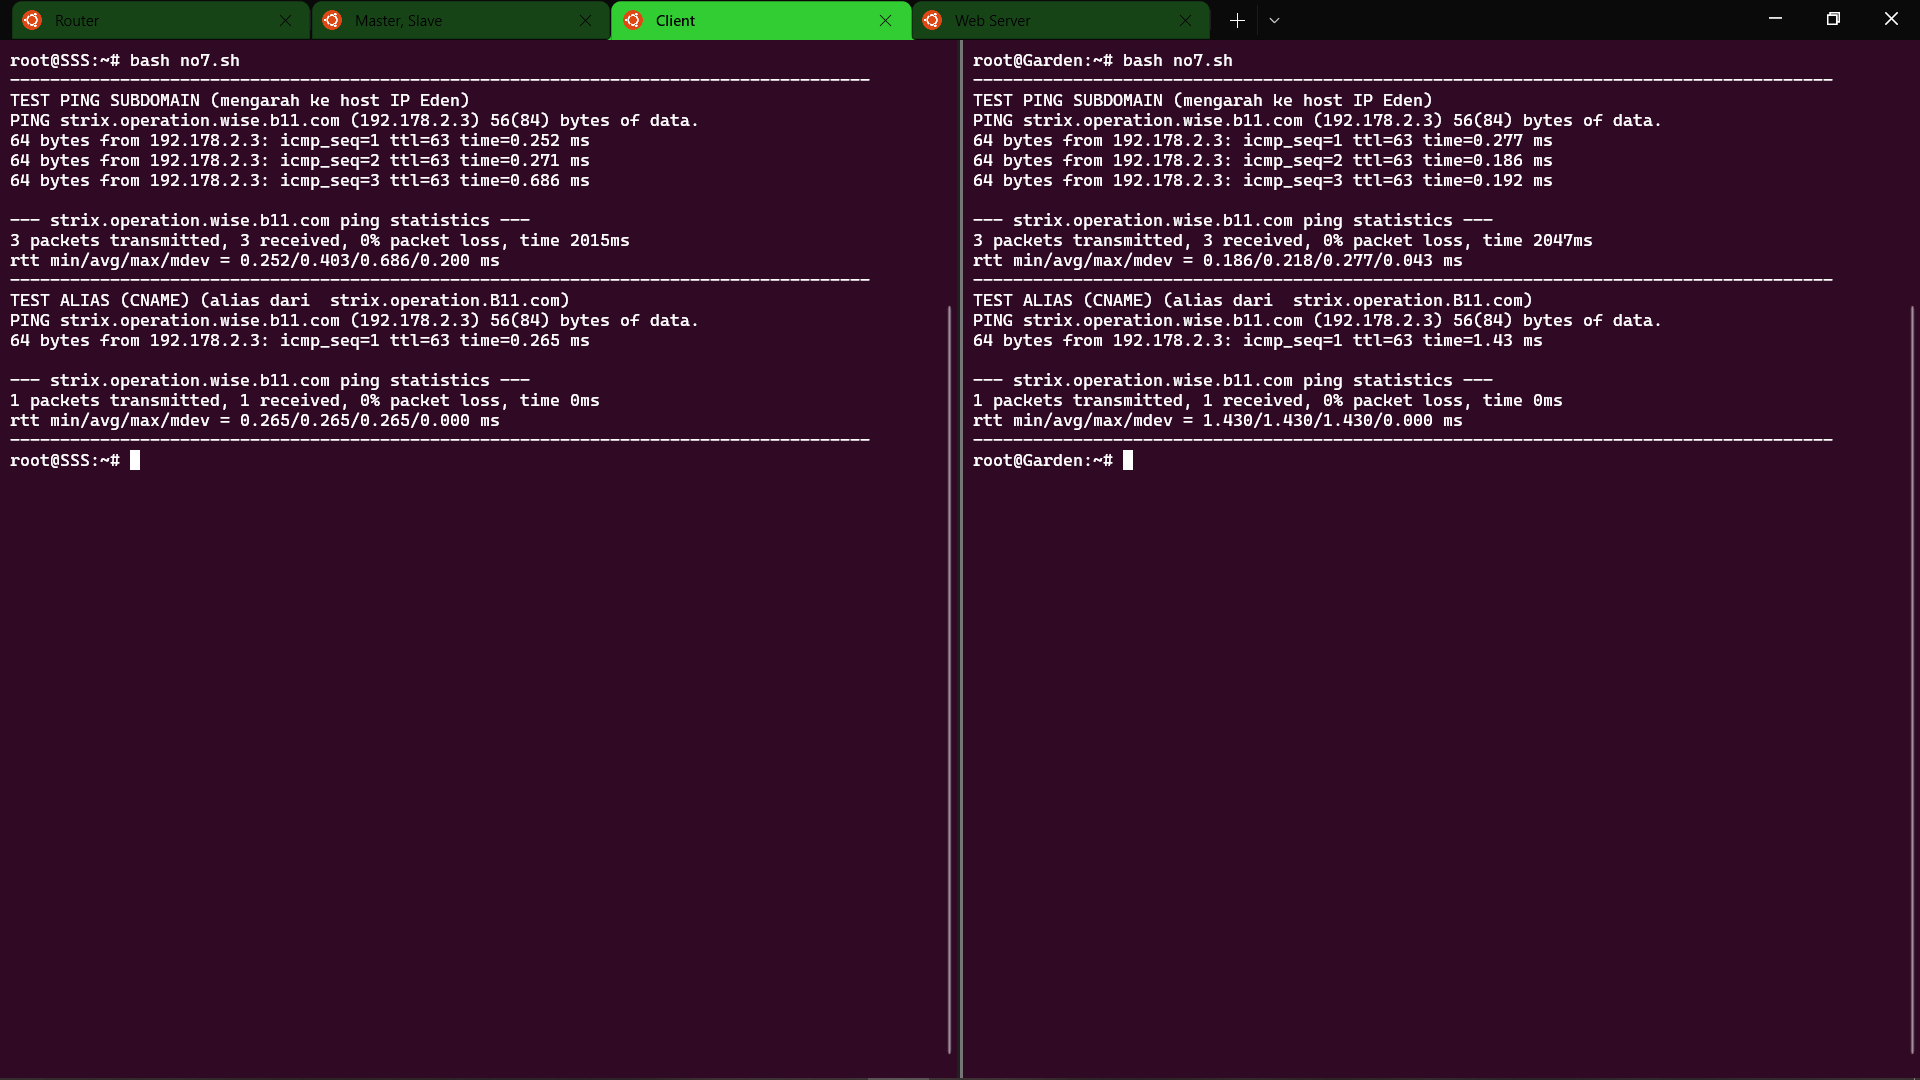 Router
Master, Slave
Client
Web Server
root@SSS:~# bash no7.sh
--------------------------------------------------------------------------------------
TEST PING SUBDOMAIN (mengarah ke host IP Eden)
PING strix.operation.wise.b11.com (192.178.2.3) 56(84) bytes of data.
64 bytes from 192.178.2.3: icmp_seq=1 ttl=63 time=0.252 ms
64 bytes from 192.178.2.3: icmp_seq=2 ttl=63 time=0.271 ms
64 bytes from 192.178.2.3: icmp_seq=3 ttl=63 time=0.686 ms

--- strix.operation.wise.b11.com ping statistics ---
3 packets transmitted, 3 received, 0% packet loss, time 2015ms
rtt min/avg/max/mdev = 0.252/0.403/0.686/0.200 ms
--------------------------------------------------------------------------------------
TEST ALIAS (CNAME) (alias dari  strix.operation.B11.com)
PING strix.operation.wise.b11.com (192.178.2.3) 56(84) bytes of data.
64 bytes from 192.178.2.3: icmp_seq=1 ttl=63 time=0.265 ms

--- strix.operation.wise.b11.com ping statistics ---
1 packets transmitted, 1 received, 0% packet loss, time 0ms
rtt min/avg/max/mdev = 0.265/0.265/0.265/0.000 ms
--------------------------------------------------------------------------------------
root@SSS:~#
root@Garden:~# bash no7.sh
--------------------------------------------------------------------------------------
TEST PING SUBDOMAIN (mengarah ke host IP Eden)
PING strix.operation.wise.b11.com (192.178.2.3) 56(84) bytes of data.
64 bytes from 192.178.2.3: icmp_seq=1 ttl=63 time=0.277 ms
64 bytes from 192.178.2.3: icmp_seq=2 ttl=63 time=0.186 ms
64 bytes from 192.178.2.3: icmp_seq=3 ttl=63 time=0.192 ms

--- strix.operation.wise.b11.com ping statistics ---
3 packets transmitted, 3 received, 0% packet loss, time 2047ms
rtt min/avg/max/mdev = 0.186/0.218/0.277/0.043 ms
--------------------------------------------------------------------------------------
TEST ALIAS (CNAME) (alias dari  strix.operation.B11.com)
PING strix.operation.wise.b11.com (192.178.2.3) 56(84) bytes of data.
64 bytes from 192.178.2.3: icmp_seq=1 ttl=63 time=1.43 ms

--- strix.operation.wise.b11.com ping statistics ---
1 packets transmitted, 1 received, 0% packet loss, time 0ms
rtt min/avg/max/mdev = 1.430/1.430/1.430/0.000 ms
--------------------------------------------------------------------------------------
root@Garden:~#